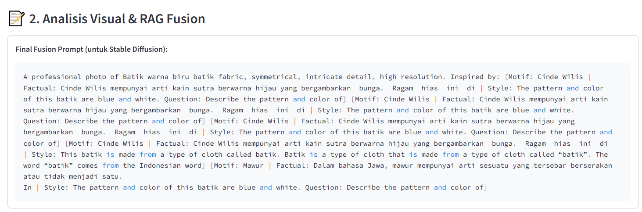 📝 2. Analisis Visual & RAG Fusion
Final Fusion Prompt (untuk Stable Diffusion):
A professional photo of Batik warna biru batik fabric, symmetrical, intricate detail, high resolution. Inspired by: [Motif: Cinde Wilis |
Factual: Cinde Wilis mempunyai arti kain sutra berwarna hijau yang bergambarkan bunga. Ragam hias ini di | Style: The pattern and color
of this batik are blue and white. Question: Describe the pattern and color of] [Motif: Cinde Wilis | Factual: Cinde Wilis mempunyai arti kain
sutra berwarna hijau yang bergambarkan bunga. Ragam hias ini di | Style: The pattern and color of this batik are blue and white.
Question: Describe the pattern and color of] [Motif: Cinde Wilis | Factual: Cinde Wilis mempunyai arti kain sutra berwarna hijau yang
bergambarkan bunga. Ragam hias ini di | Style: The pattern and color of this batik are blue and white. Question: Describe the pattern and
color of] [Motif: Cinde Wilis | Factual: Cinde Wilis mempunyai arti kain sutra berwarna hijau yang bergambarkan bunga. Ragam hias ini di
| Style: This batik is made from a type of cloth called batik. Batik is a type of cloth that is made from a type of cloth called “batik”. The
word “batik” comes from the Indonesian word] [Motif: Mawur | Factual: Dalam bahasa Jawa, mawur mempunyai arti sesuatu yang tersebar berserakan
atau tidak menjadi satu.
In | Style: The pattern and color of this batik are blue and white. Question: Describe the pattern and color of]